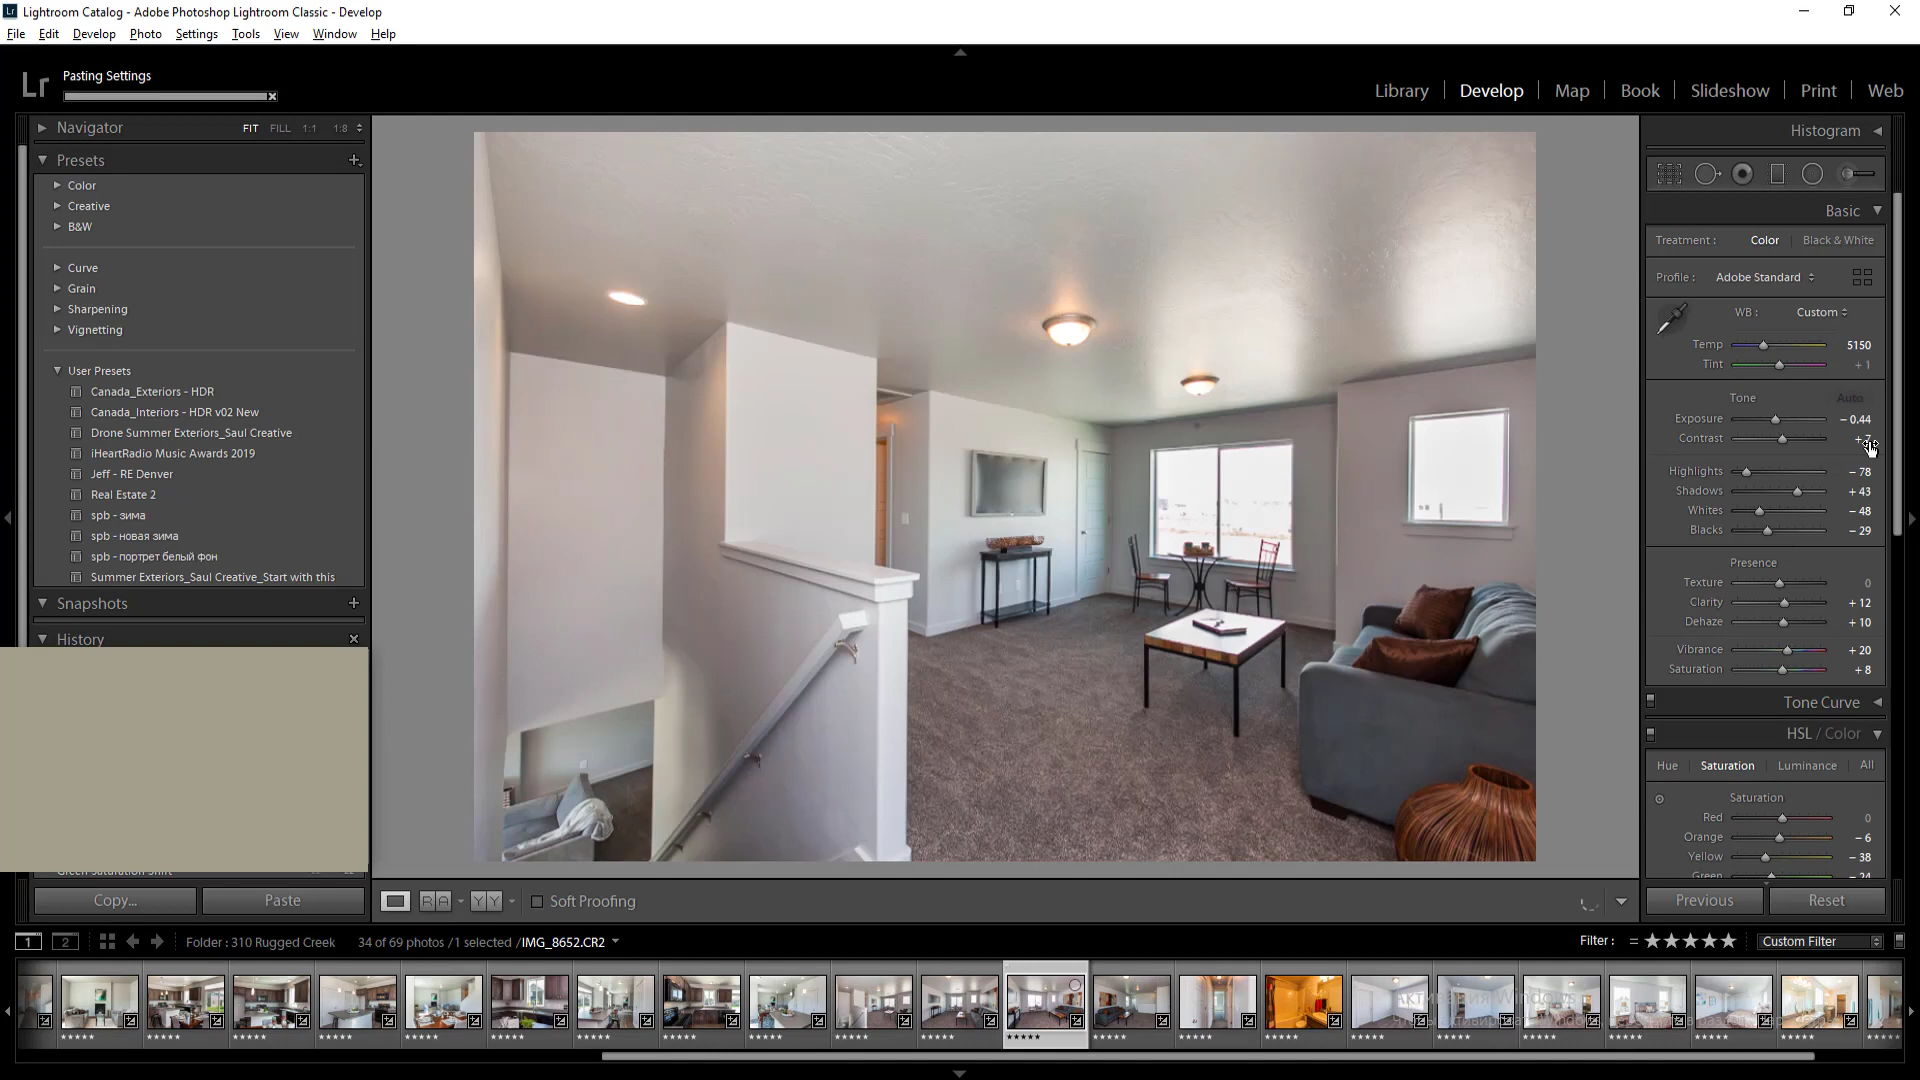 Lightroom Catalog - Adobe Photoshop Lightroom Classic - Develop
File Edit Develop Photo Settings Tools View Window Help
Lr
Pasting Settings
Library Develop Map Book Slideshow Print Web
Navigator
FIT FILL 1:1 1:8
Presets
Color
Creative
B&W
Curve
Grain
Sharpening
Vignetting
User Presets
Canada_Exteriors - HDR
Canada_Interiors - HDR v02 New
Drone Summer Exteriors_Saul Creative
iHeartRadio Music Awards 2019
Jeff - RE Denver
Real Estate 2
spb - зима
spb - новая зима
spb - портрет белый фон
Summer Exteriors_Saul Creative_Start with this
Snapshots
History
Copy... Paste
Histogram
Basic
Treatment : Color Black & White
Profile : Adobe Standard
WB : Custom
Temp 5150
Tint + 1
Tone Auto
Exposure − 0.44
Contrast
Highlights − 78
Shadows + 43
Whites − 48
Blacks − 29
Presence
Texture 0
Clarity + 12
Dehaze + 10
Vibrance + 20
Saturation + 8
Tone Curve
HSL / Color
Hue Saturation Luminance All
Saturation
Red 0
Orange − 6
Yellow − 38
Green − 24
Previous Reset
RA YY Soft Proofing
1 2 Folder : 310 Rugged Creek 34 of 69 photos / 1 selected / IMG_8652.CR2
Filter : Custom Filter
Активация Windows